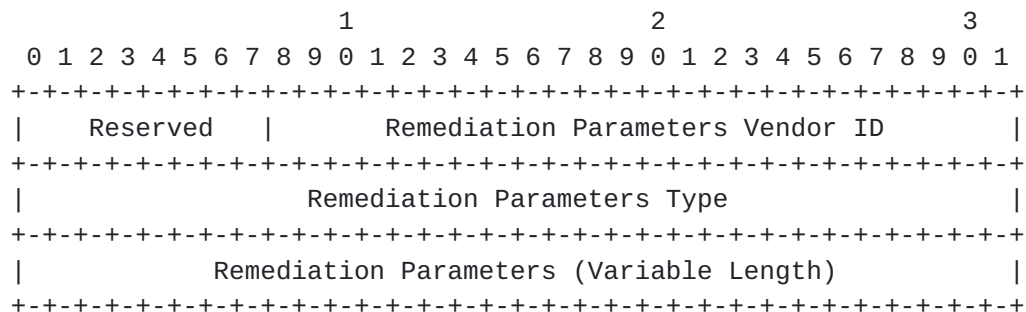 1                   2                   3
 0 1 2 3 4 5 6 7 8 9 0 1 2 3 4 5 6 7 8 9 0 1 2 3 4 5 6 7 8 9 0 1
+-+-+-+-+-+-+-+-+-+-+-+-+-+-+-+-+-+-+-+-+-+-+-+-+-+-+-+-+-+-+-+-+
|    Reserved   |       Remediation Parameters Vendor ID        |
+-+-+-+-+-+-+-+-+-+-+-+-+-+-+-+-+-+-+-+-+-+-+-+-+-+-+-+-+-+-+-+-+
|                  Remediation Parameters Type                  |
+-+-+-+-+-+-+-+-+-+-+-+-+-+-+-+-+-+-+-+-+-+-+-+-+-+-+-+-+-+-+-+-+
|            Remediation Parameters (Variable Length)           |
+-+-+-+-+-+-+-+-+-+-+-+-+-+-+-+-+-+-+-+-+-+-+-+-+-+-+-+-+-+-+-+-+